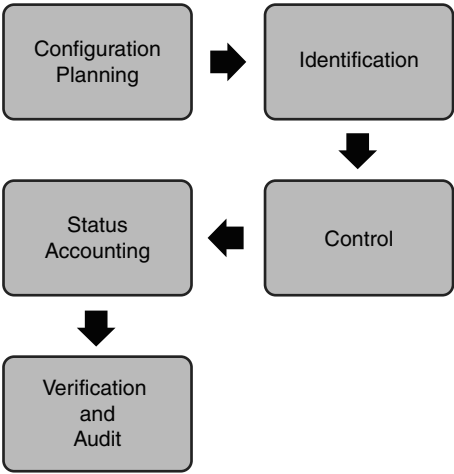 Configuration
Planning
Identification
Control
Status
Accounting
Verification
and
Audit